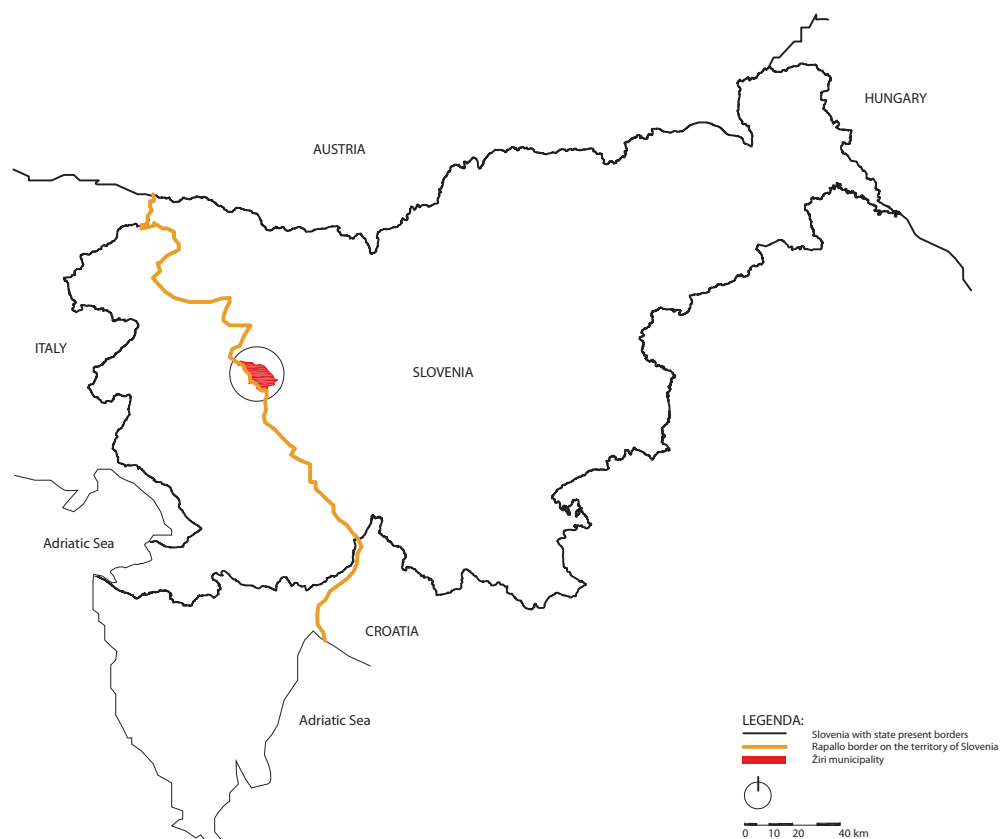 HUNGARY
AUSTRIA
ITALY
SLOVENIA
Adriatic Sea
CROATIA
Adriatic Sea
LEGENDA:
Slovenia with state present borders
Rapallo border on the territory of Slovenia
Žiri municipality
0 10 20 40 km